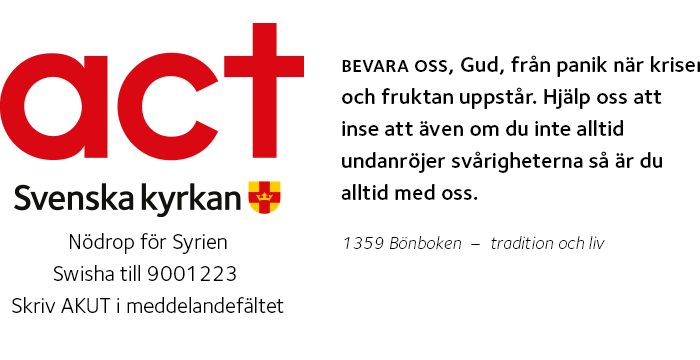 act
Svenska kyrkan
Nödrop för Syrien
Swisha till 9001223
Skriv AKUT i meddelandefältet
BEVARA OSS, Gud, från panik när kriser
och fruktan uppstår. Hjälp oss att
inse att även om du inte alltid
undanröjer svårigheterna så är du
alltid med oss.
1359 Bönboken – tradition och liv